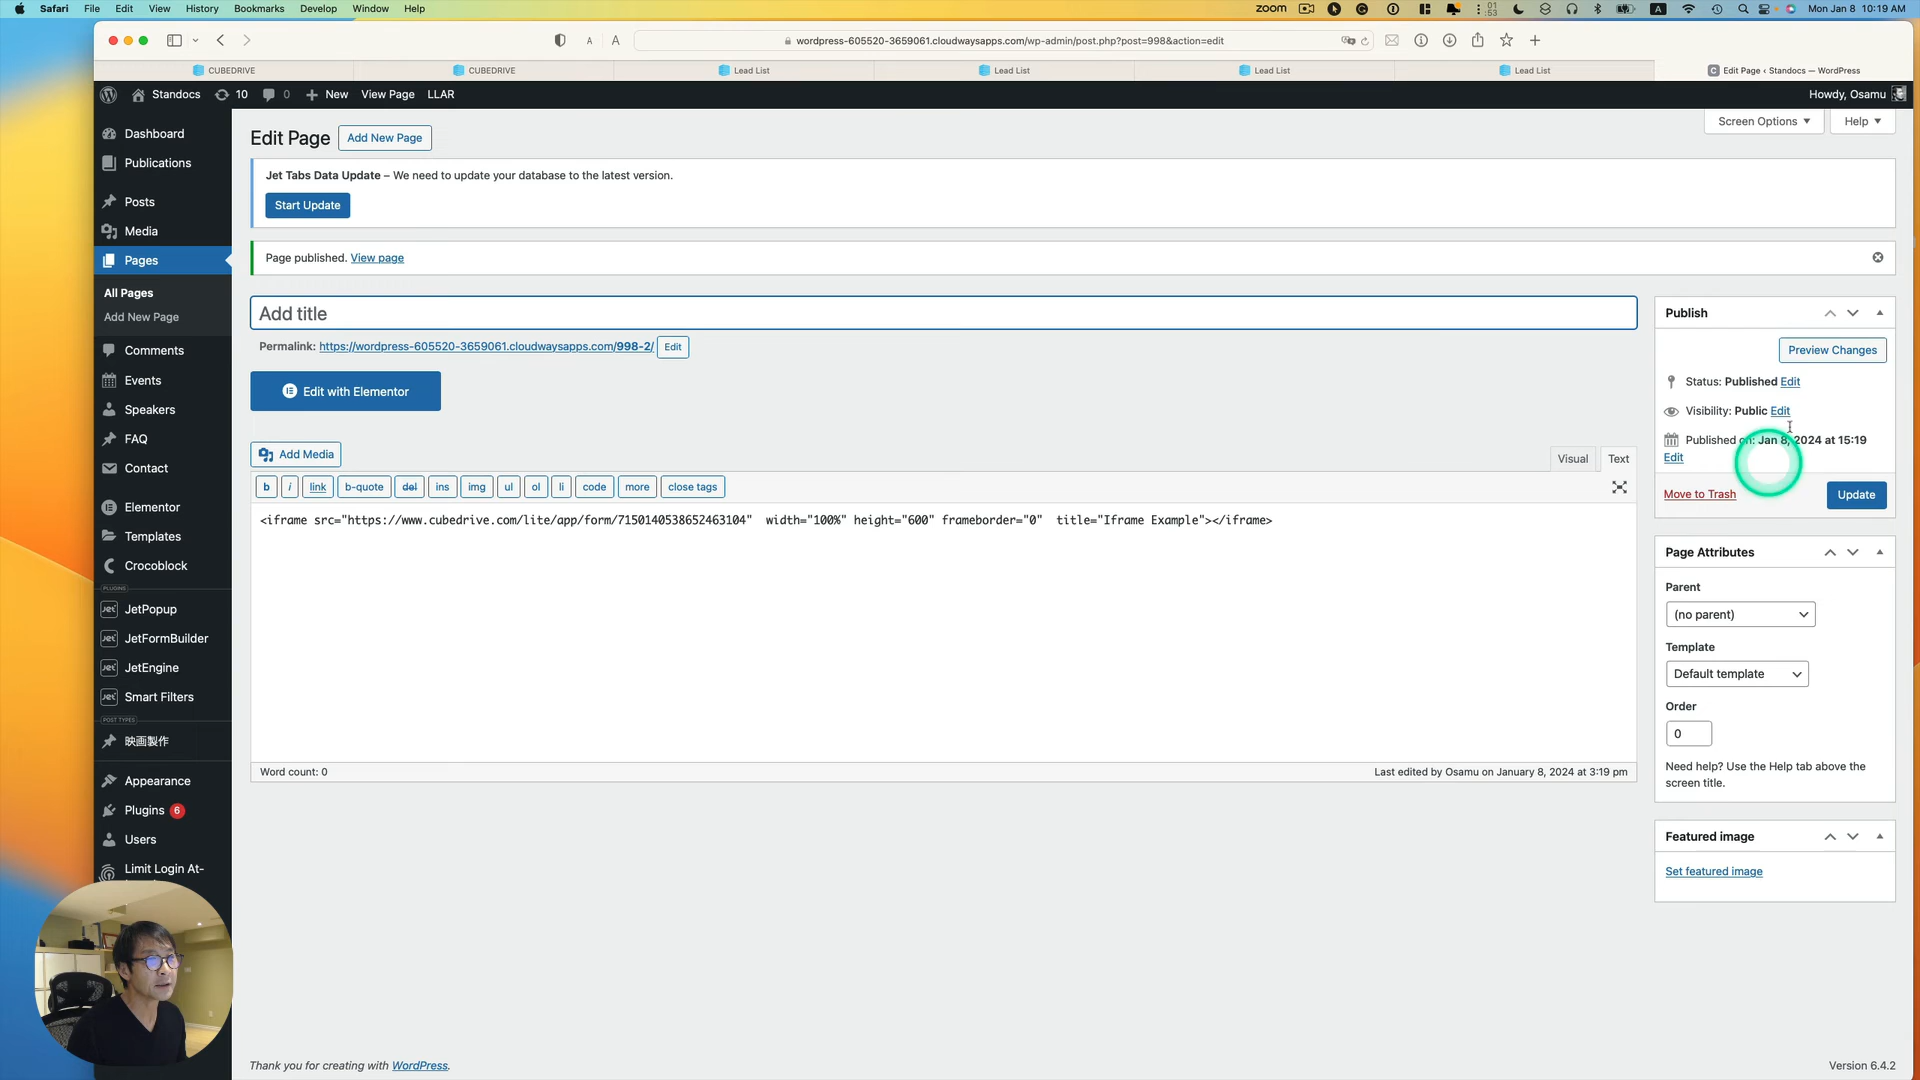 Safari File Edit View History Bookmarks Develop Window Help
zoom 01 :53 A Mon Jan 8 10:19 AM
A A wordpress-605520-3659061.cloudwaysapps.com/wp-admin/post.php?post=998&action=edit
CUBEDRIVE CUBEDRIVE Lead List Lead List Lead List Lead List C Edit Page ‹ Standocs — WordPress
Standocs 10 0 New View Page LLAR Howdy, Osamu
Screen Options ▼ Help ▼
Dashboard
Publications
Posts
Media
Pages
All Pages
Add New Page
Comments
Events
Speakers
FAQ
Contact
Elementor
Templates
Crocoblock
PLUGINS
Jet JetPopup
Jet JetFormBuilder
Jet JetEngine
Jet Smart Filters
POST TYPES
映画製作
Appearance
Plugins 6
Users
Limit Login At-
Edit Page Add New Page
Jet Tabs Data Update – We need to update your database to the latest version.
Start Update
Page published. View page
Add title
Permalink: https://wordpress-605520-3659061.cloudwaysapps.com/998-2/ Edit
Edit with Elementor
Add Media
Visual Text
b i link b-quote del ins img ul ol li code more close tags
<iframe src="https://www.cubedrive.com/lite/app/form/7150140538652463104"  width="100%" height="600" frameborder="0"  title="Iframe Example"></iframe>
Word count: 0 Last edited by Osamu on January 8, 2024 at 3:19 pm
Publish
Preview Changes
Status: Published Edit
Visibility: Public Edit
Published on: Jan 8, 2024 at 15:19
Edit
Move to Trash Update
Page Attributes
Parent
(no parent)
Template
Default template
Order
0
Need help? Use the Help tab above the
screen title.
Featured image
Set featured image
Thank you for creating with WordPress.
Version 6.4.2